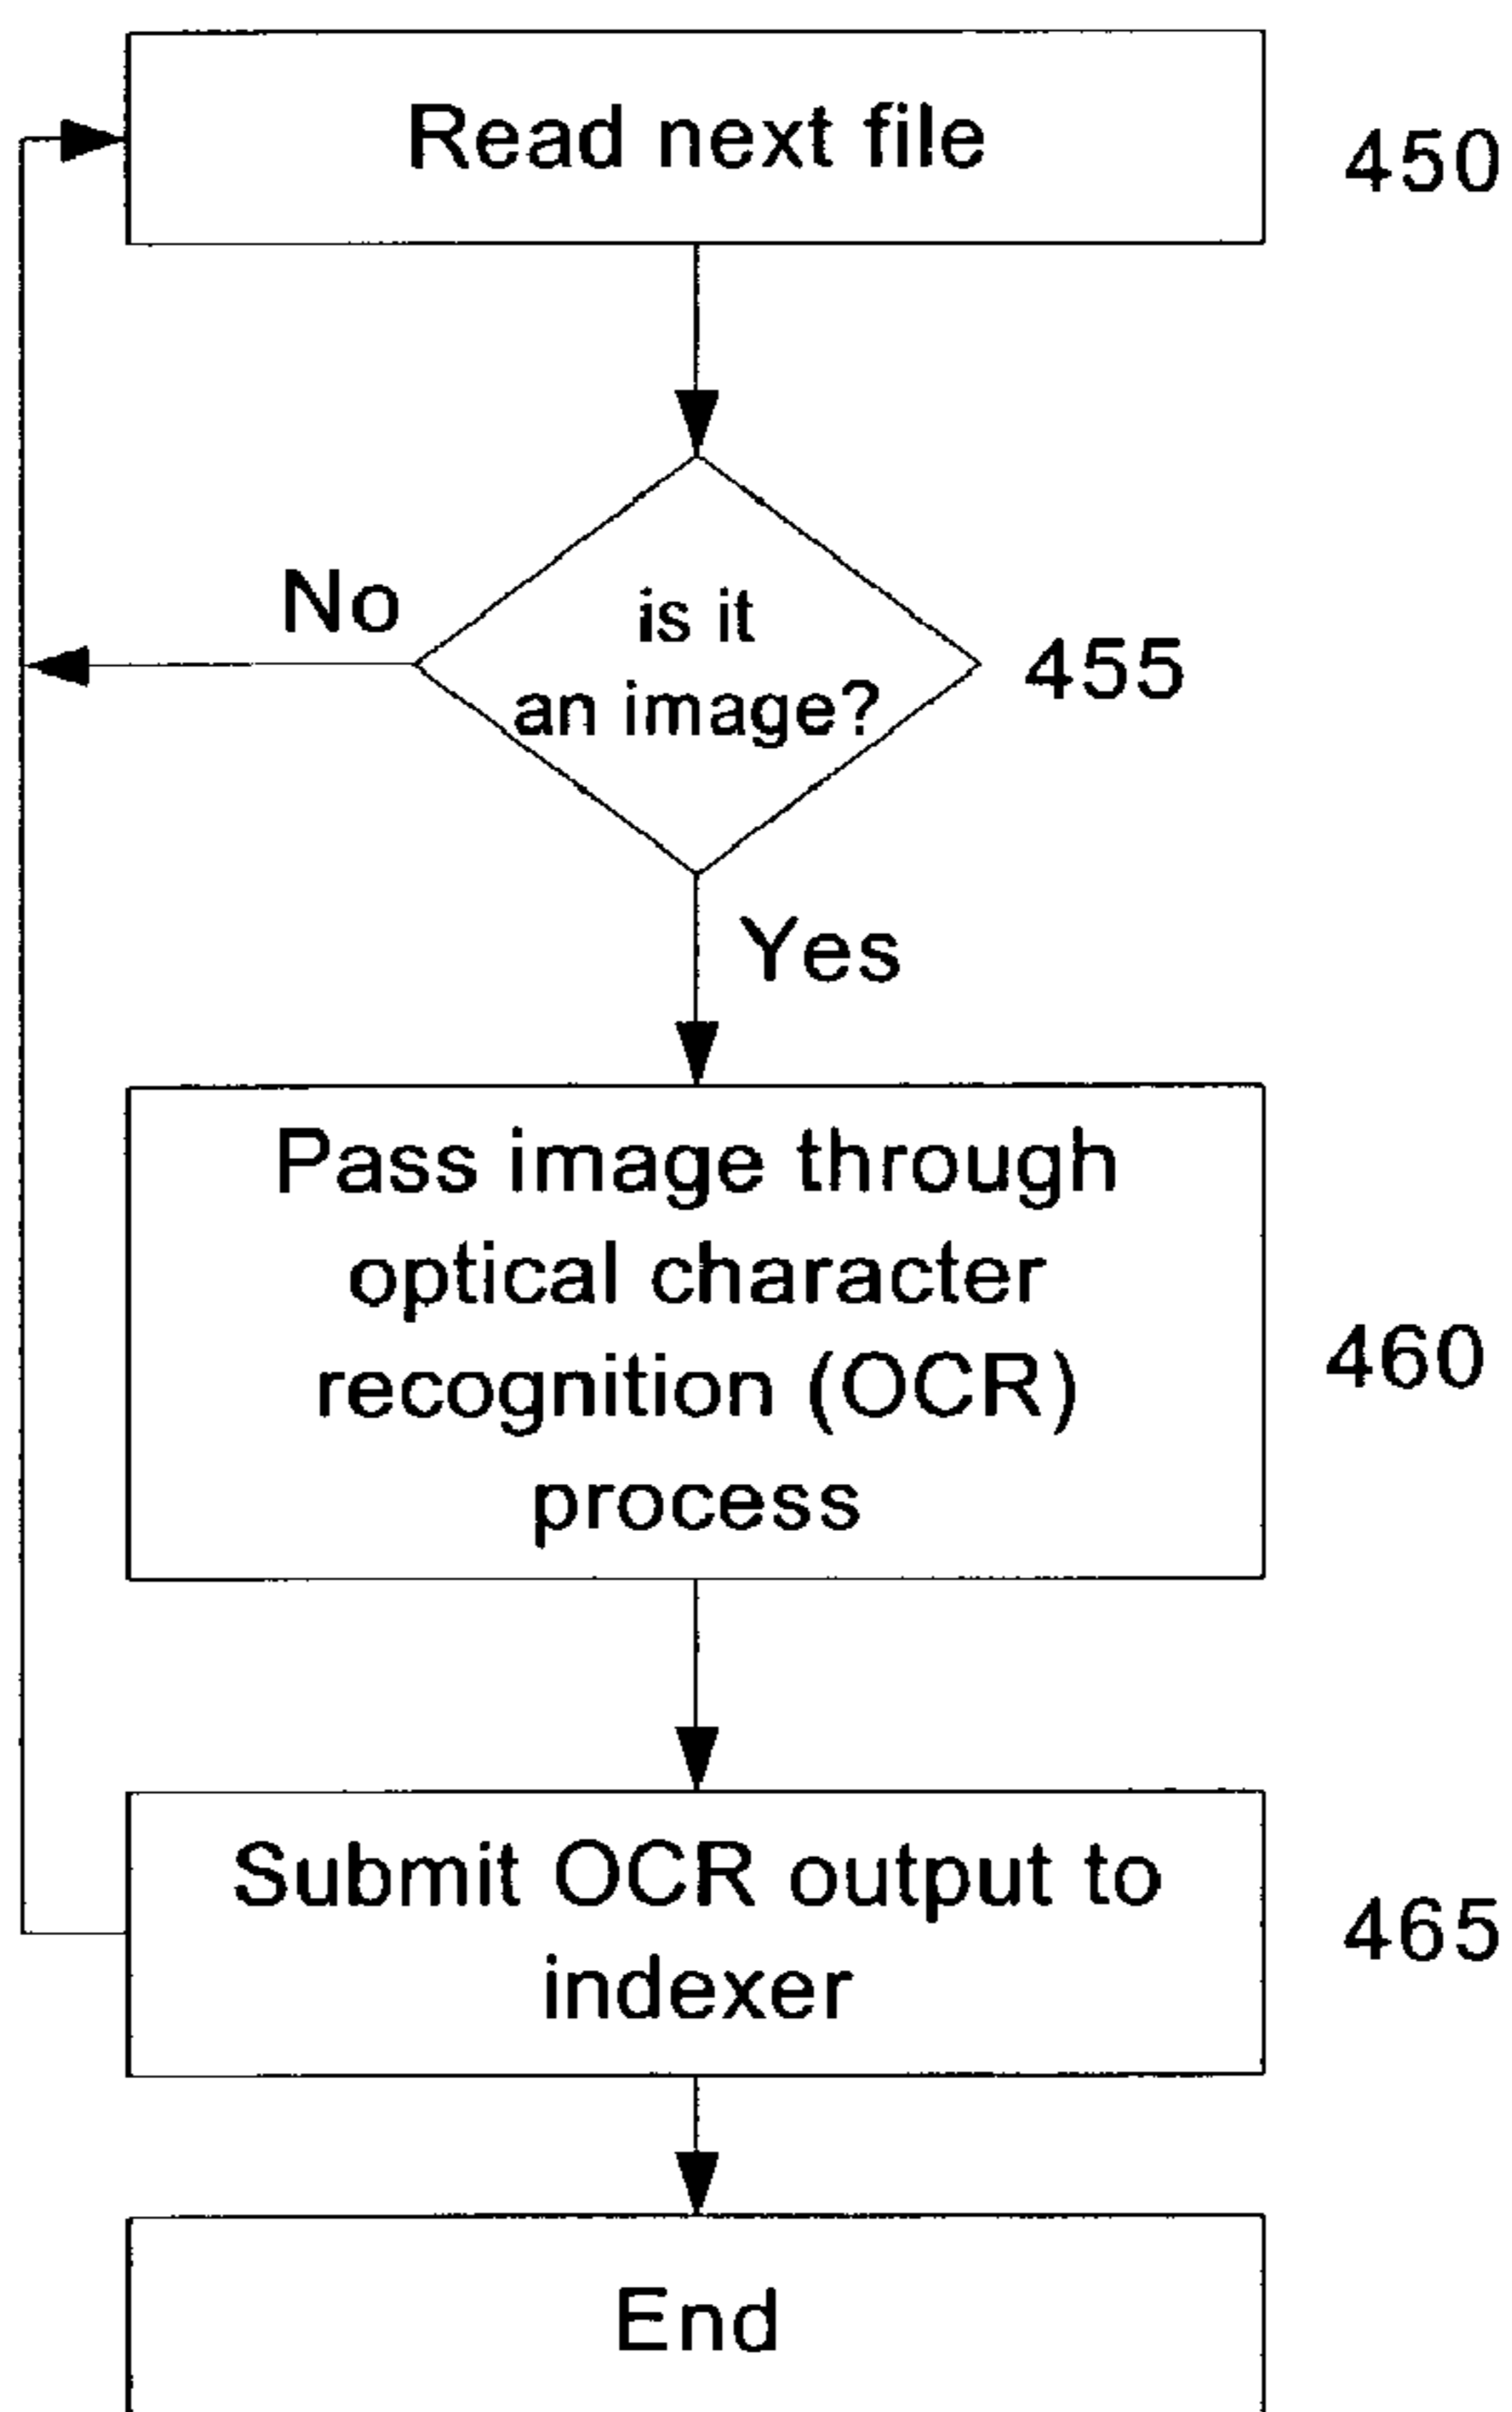 Read next file
450
No
is it
an image?
455
Yes
Pass image through
optical character
recognition (OCR)
process
460
Submit OCR output to
indexer
465
End